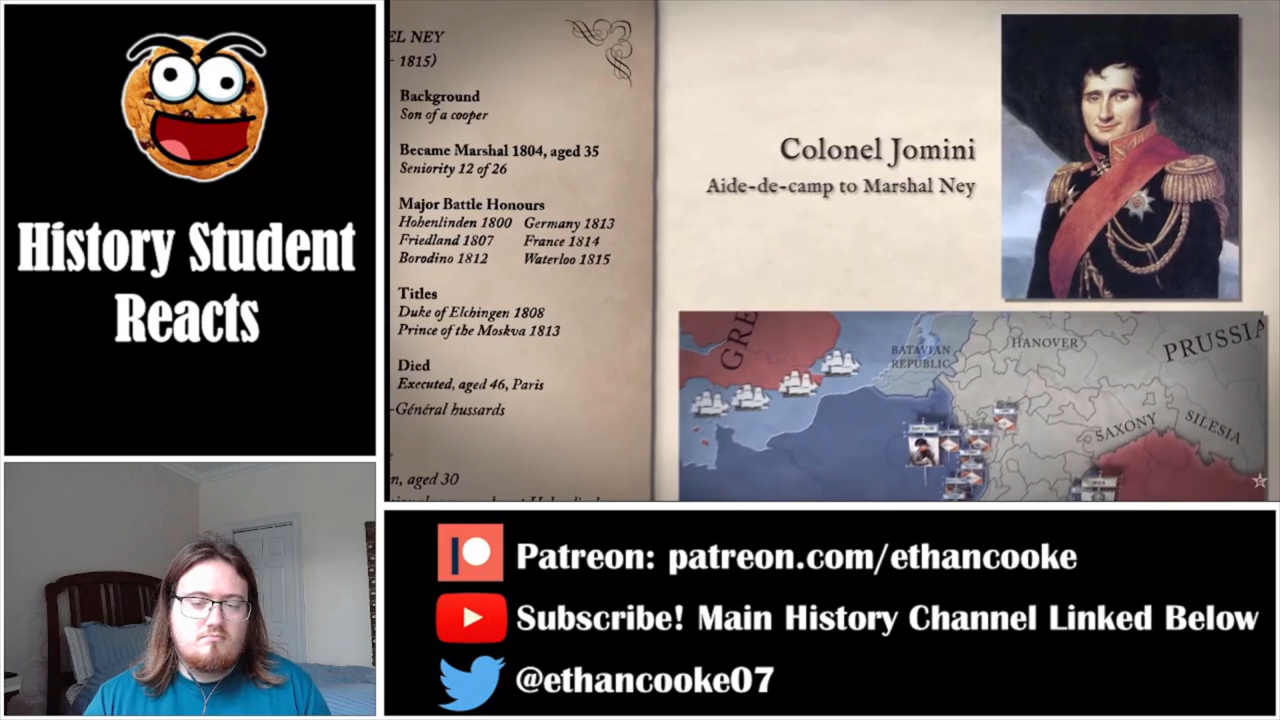 History Student
Reacts
EL NEY
- 1815)
Background
Son of a cooper
Became Marshal 1804, aged 35
Seniority 12 of 26
Major Battle Honours
Hohenlinden 1800 Germany 1813
Friedland 1807 France 1814
Borodino 1812 Waterloo 1815
Titles
Duke of Elchingen 1808
Prince of the Moskva 1813
Died
Executed, aged 46, Paris
-Général hussards
n, aged 30
Colonel Jomini
Aide-de-camp to Marshal Ney
GRE
BATAVIAN
REPUBLIC
HANOVER
PRUSSIA
SAXONY
SILESIA
Patreon: patreon.com/ethancooke
Subscribe! Main History Channel Linked Below
@ethancooke07